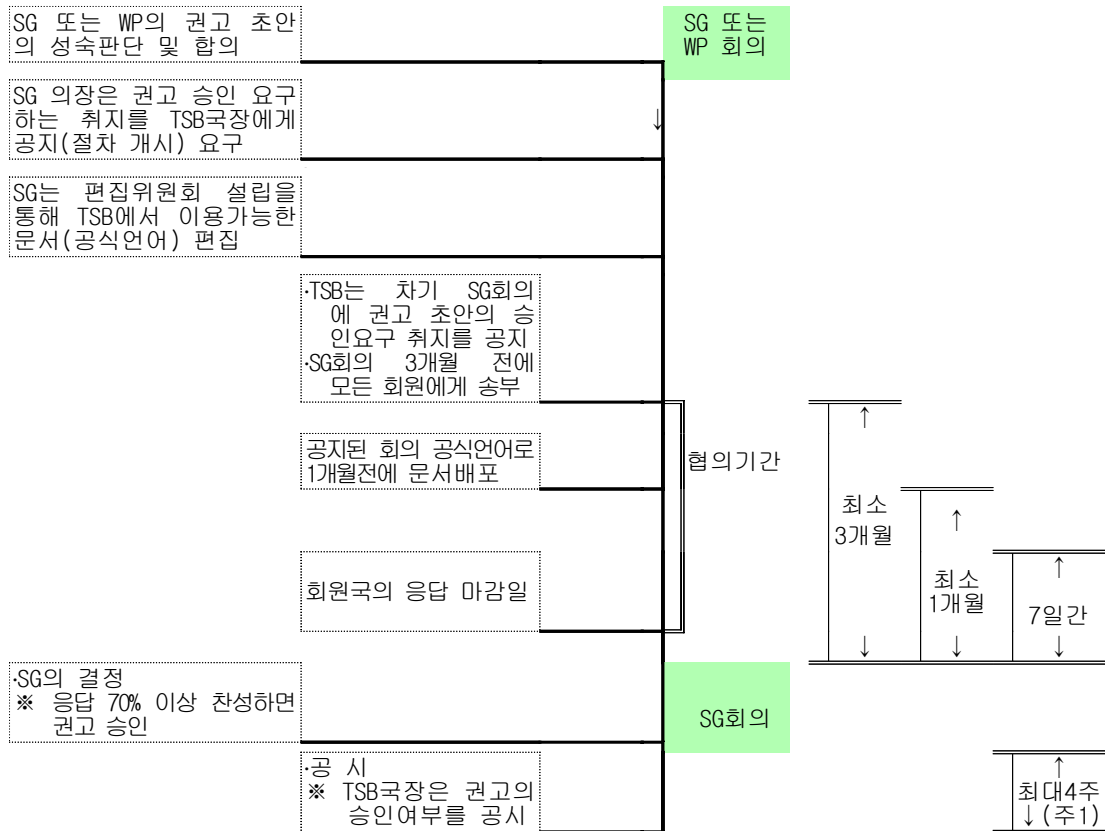 SG 또는 WP의 권고 초안
의 성숙판단 및 합의
SG 또는
WP 회의
SG 의장은 권고 승인 요구
하는 취지를 TSB국장에게
공지(절차 개시) 요구
↓
SG는 편집위원회 설립을
통해 TSB에서 이용가능한
문서(공식언어) 편집
·TSB는 차기 SG회의
에 권고 초안의 승
인요구 취지를 공지
·SG회의 3개월 전에
모든 회원에게 송부
공지된 회의 공식언어로
1개월전에 문서배포
협의기간
↑
최소
3개월
↓
↑
최소
1개월
↓
↑
7일간
↓
회원국의 응답 마감일
·SG의 결정
※ 응답 70% 이상 찬성하면
권고 승인
SG회의
·공 시
※ TSB국장은 권고의
승인여부를 공시
↑
최대4주
↓(주1)